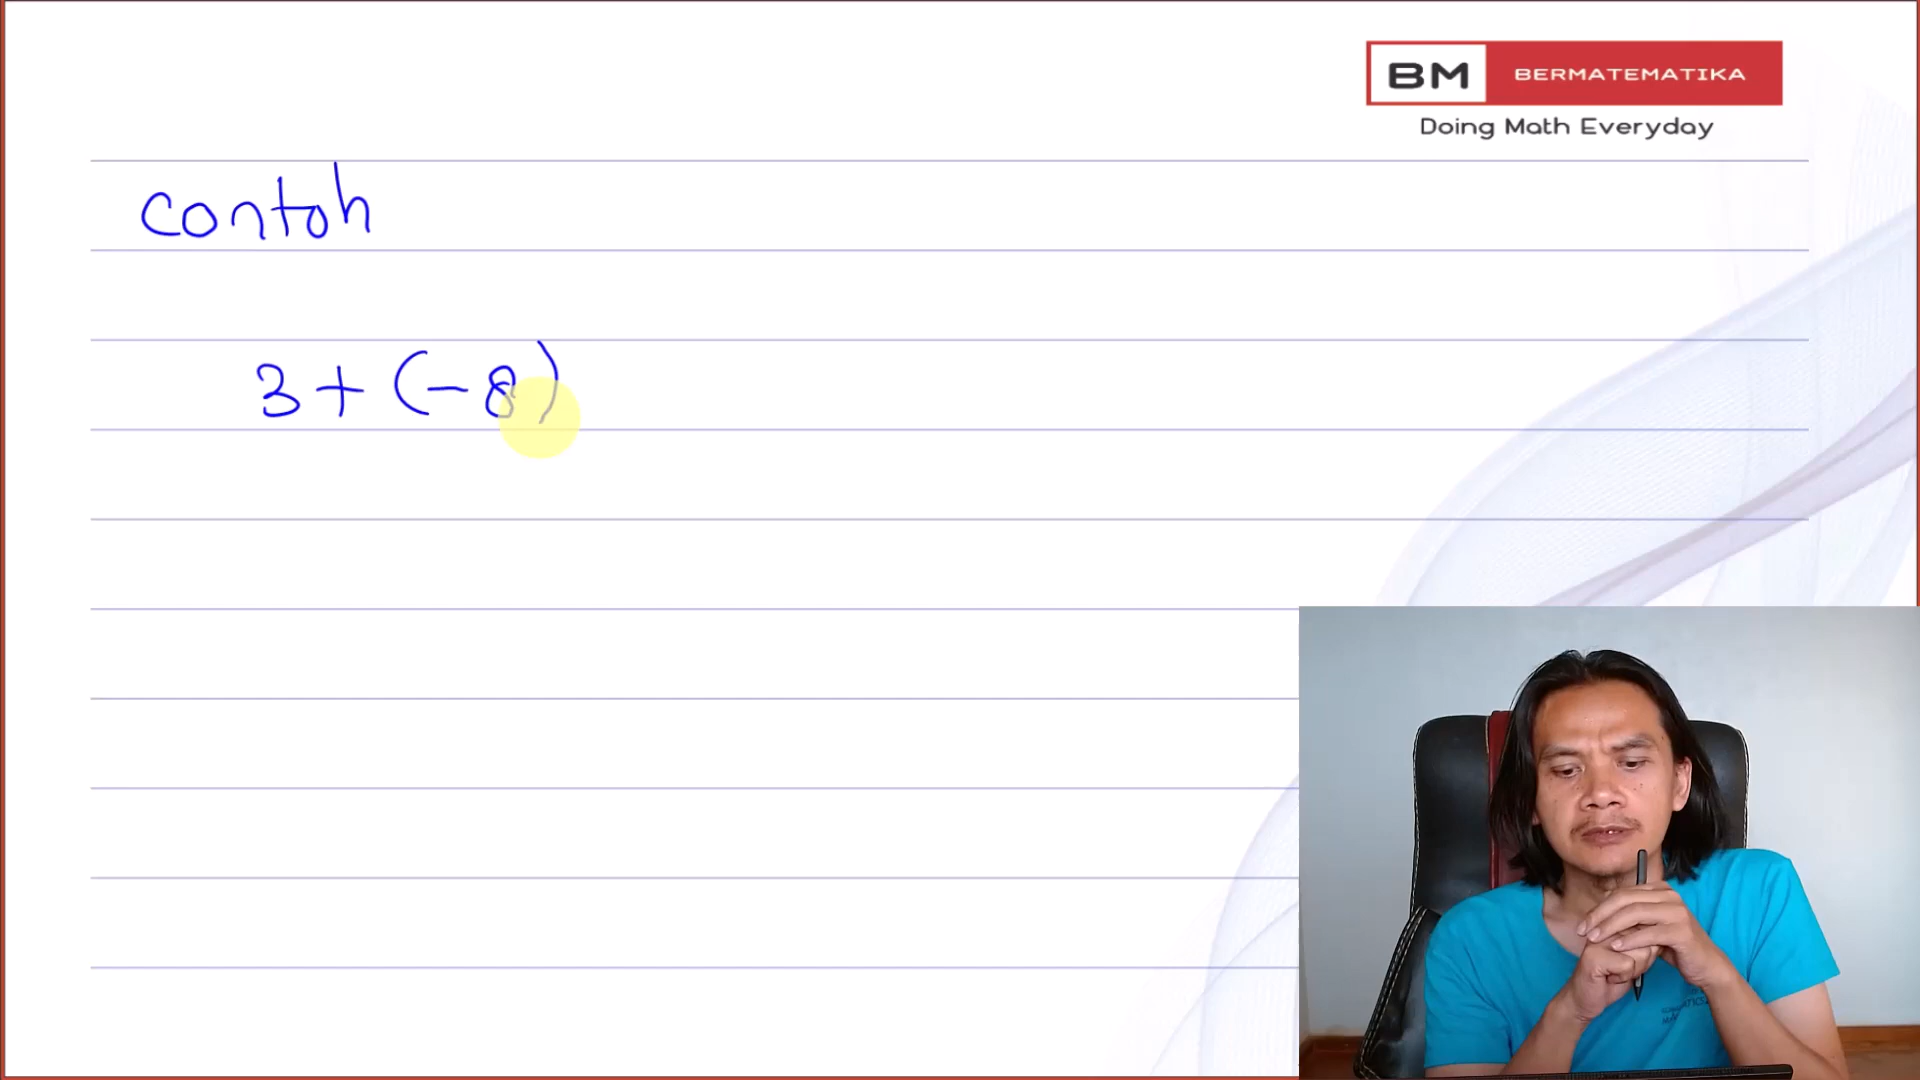 BM BERMATEMATIKA
Doing Math Everyday
contoh
3 + (-8)